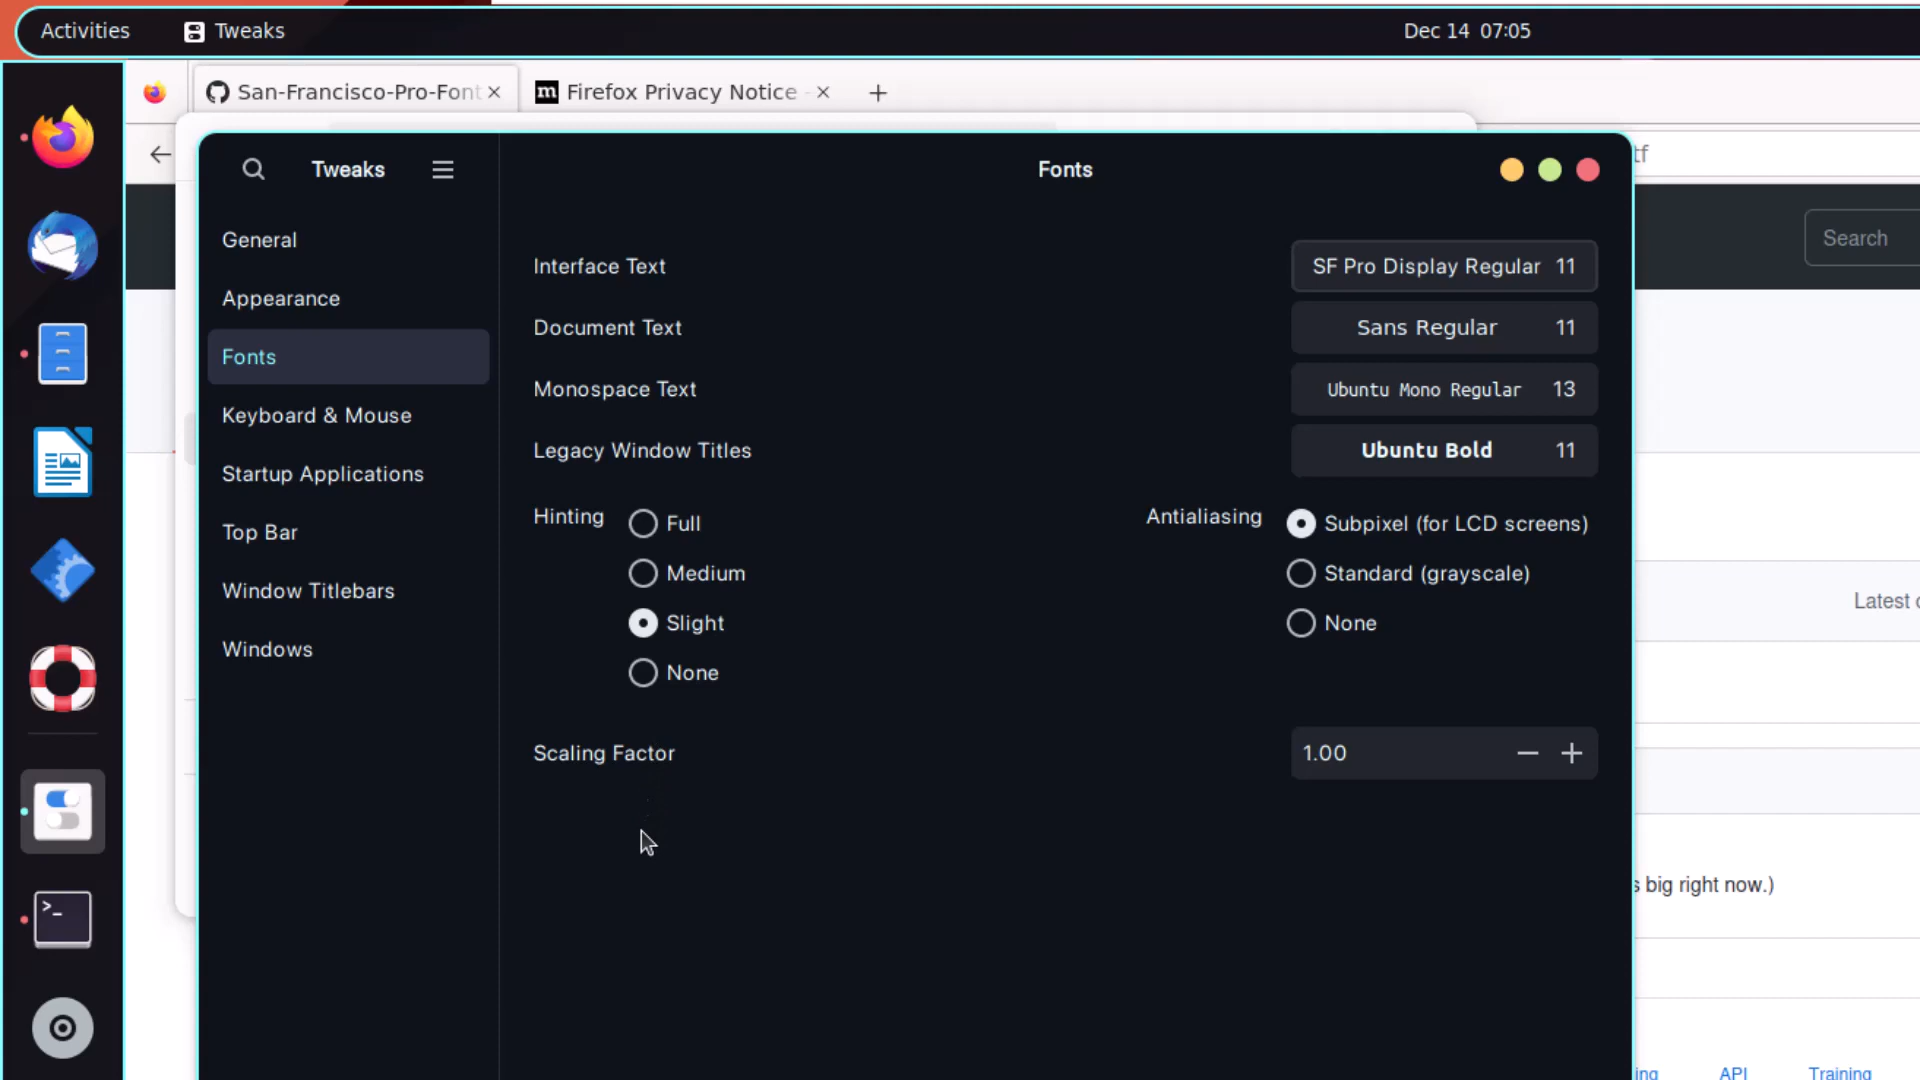 Activities
Tweaks
Dec 14 07:05
San-Francisco-Pro-Font
Firefox Privacy Notice
tf
Tweaks
Fonts
Search
General
Appearance
Fonts
Keyboard & Mouse
Startup Applications
Top Bar
Window Titlebars
Windows
Interface Text
SF Pro Display Regular 11
Document Text
Sans Regular 11
Monospace Text
Ubuntu Mono Regular 13
Legacy Window Titles
Ubuntu Bold 11
Hinting
Full
Medium
Slight
None
Antialiasing
Subpixel (for LCD screens)
Standard (grayscale)
None
Scaling Factor
1.00
Latest
big right now.)
API
Training